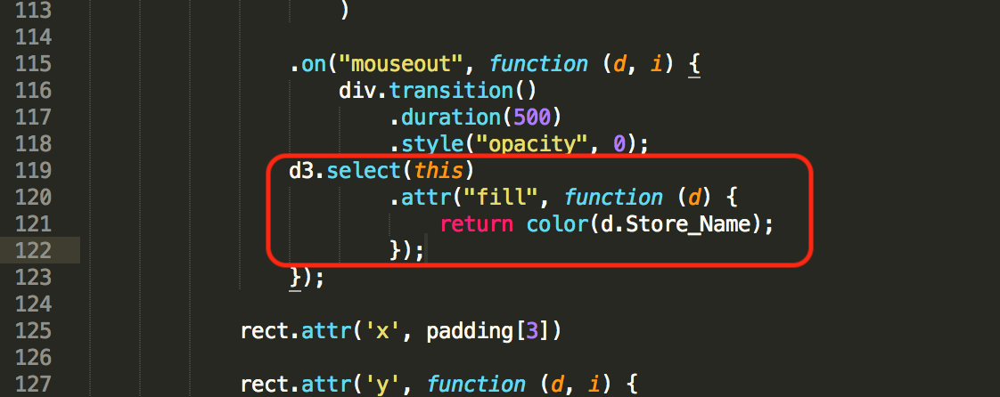 113 )
114
115 .on("mouseout", function (d, i) {
116 div.transition()
117 .duration(500)
118 .style("opacity", 0);
119 d3.select(this)
120 .attr("fill", function (d) {
121 return color(d.Store_Name);
122 });
123 });
124
125 rect.attr('x', padding[3])
126
127 rect.attr('y', function (d, i) {